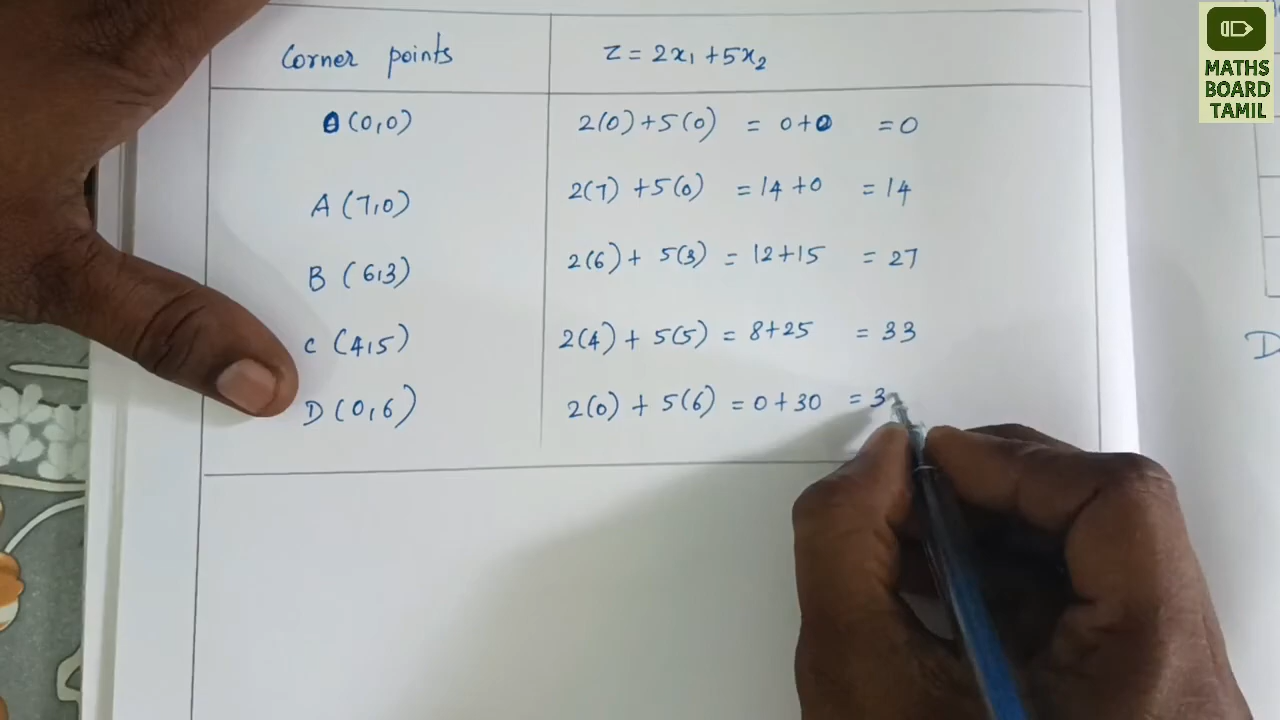 Corner points Z = 2x₁ + 5x₂
O (0,0) 2(0) + 5(0) = 0+0 = 0
A (7,0) 2(7) + 5(0) = 14 + 0 = 14
B (6,3) 2(6) + 5(3) = 12+15 = 27
C (4,5) 2(4) + 5(5) = 8+25 = 33
D (0,6) 2(0) + 5(6) = 0+30 = 3
D
MATHS
BOARD
TAMIL